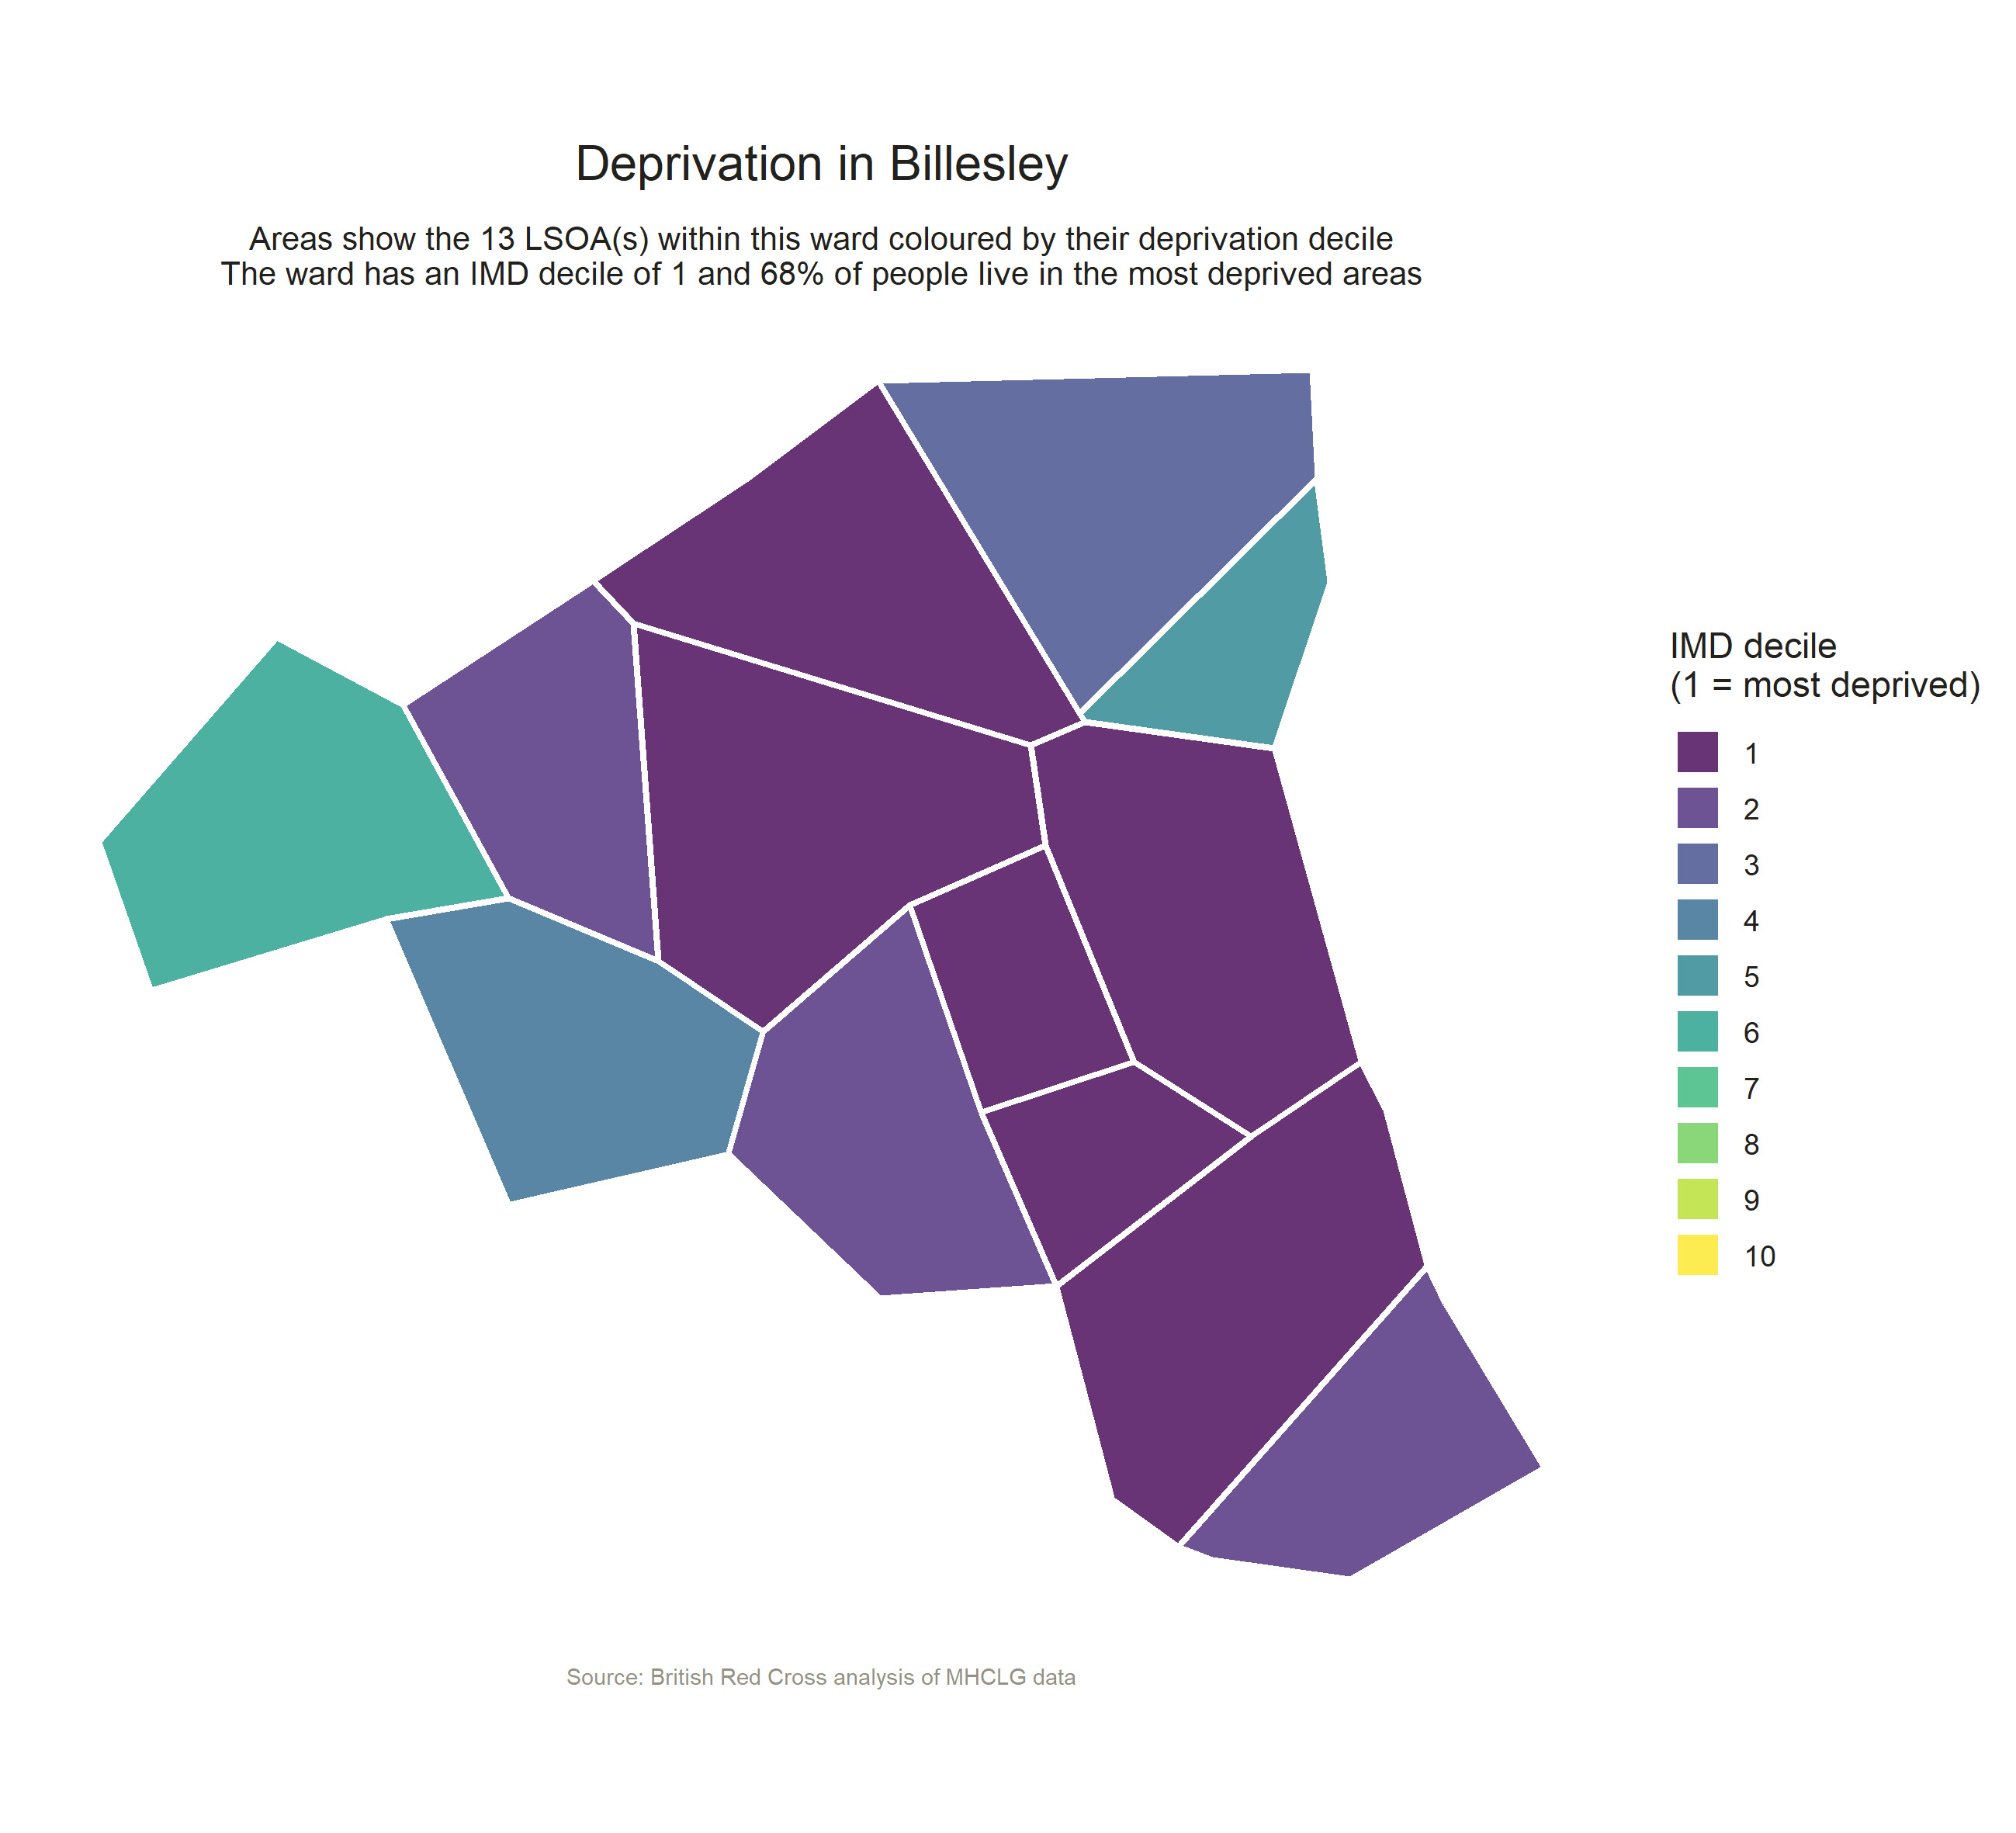 Deprivation in Billesley
Areas show the 13 LSOA(s) within this ward coloured by their deprivation decile
The ward has an IMD decile of 1 and 68% of people live in the most deprived areas
IMD decile
(1 = most deprived)
1
2
3
4
5
6
7
8
9
10
Source: British Red Cross analysis of MHCLG data